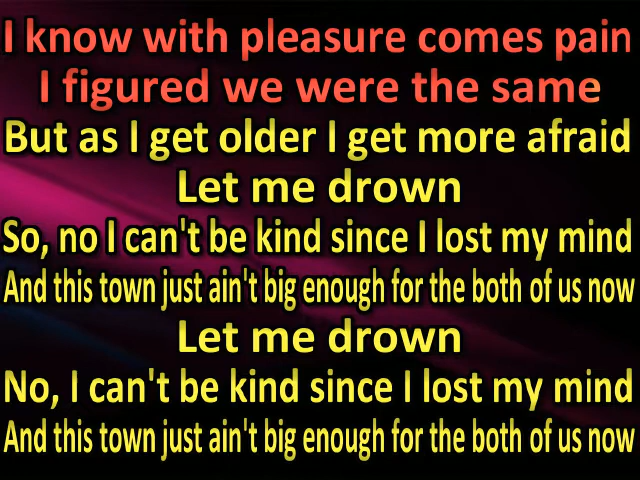 I know with pleasure comes pain
I figured we were the same
But as I get older I get more afraid
Let me drown
So, no I can't be kind since I lost my mind
And this town just ain't big enough for the both of us now
Let me drown
No, I can't be kind since I lost my mind
And this town just ain't big enough for the both of us now